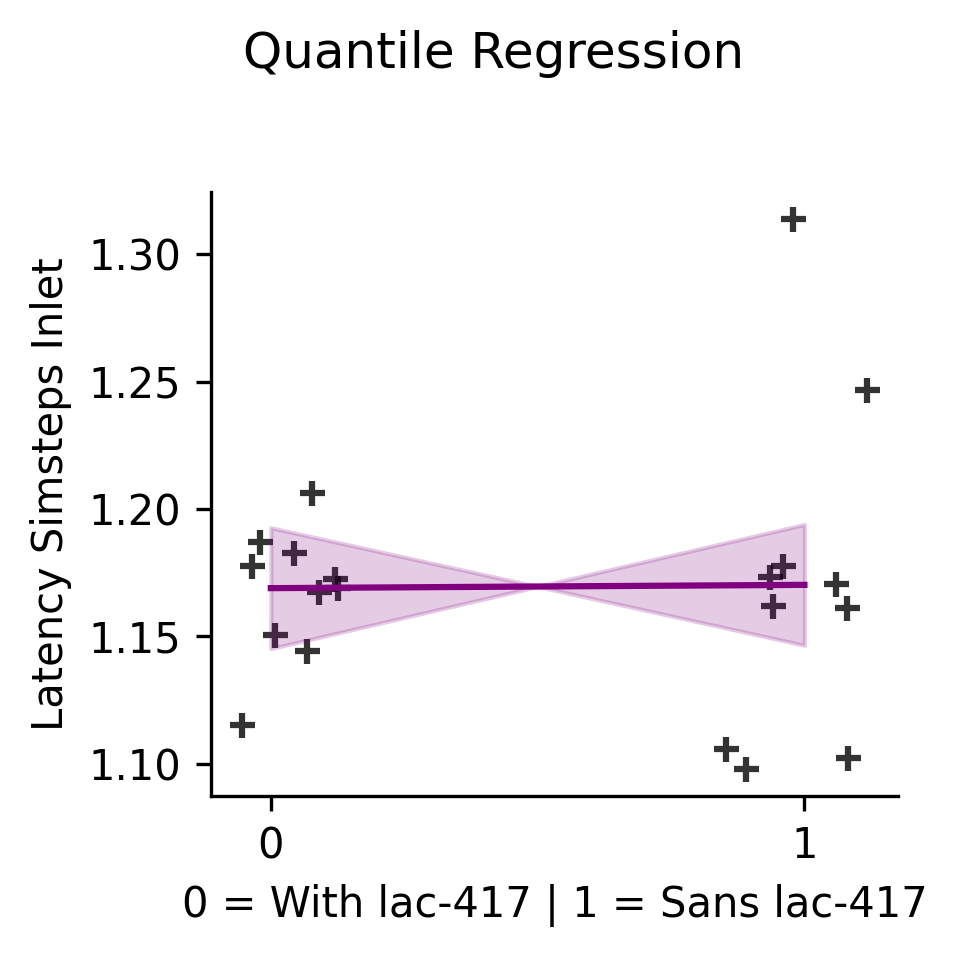 Quantile Regression
Latency Simsteps Inlet
1.30
1.25
1.20
1.15
1.10
0 1
0 = With lac-417 | 1 = Sans lac-417